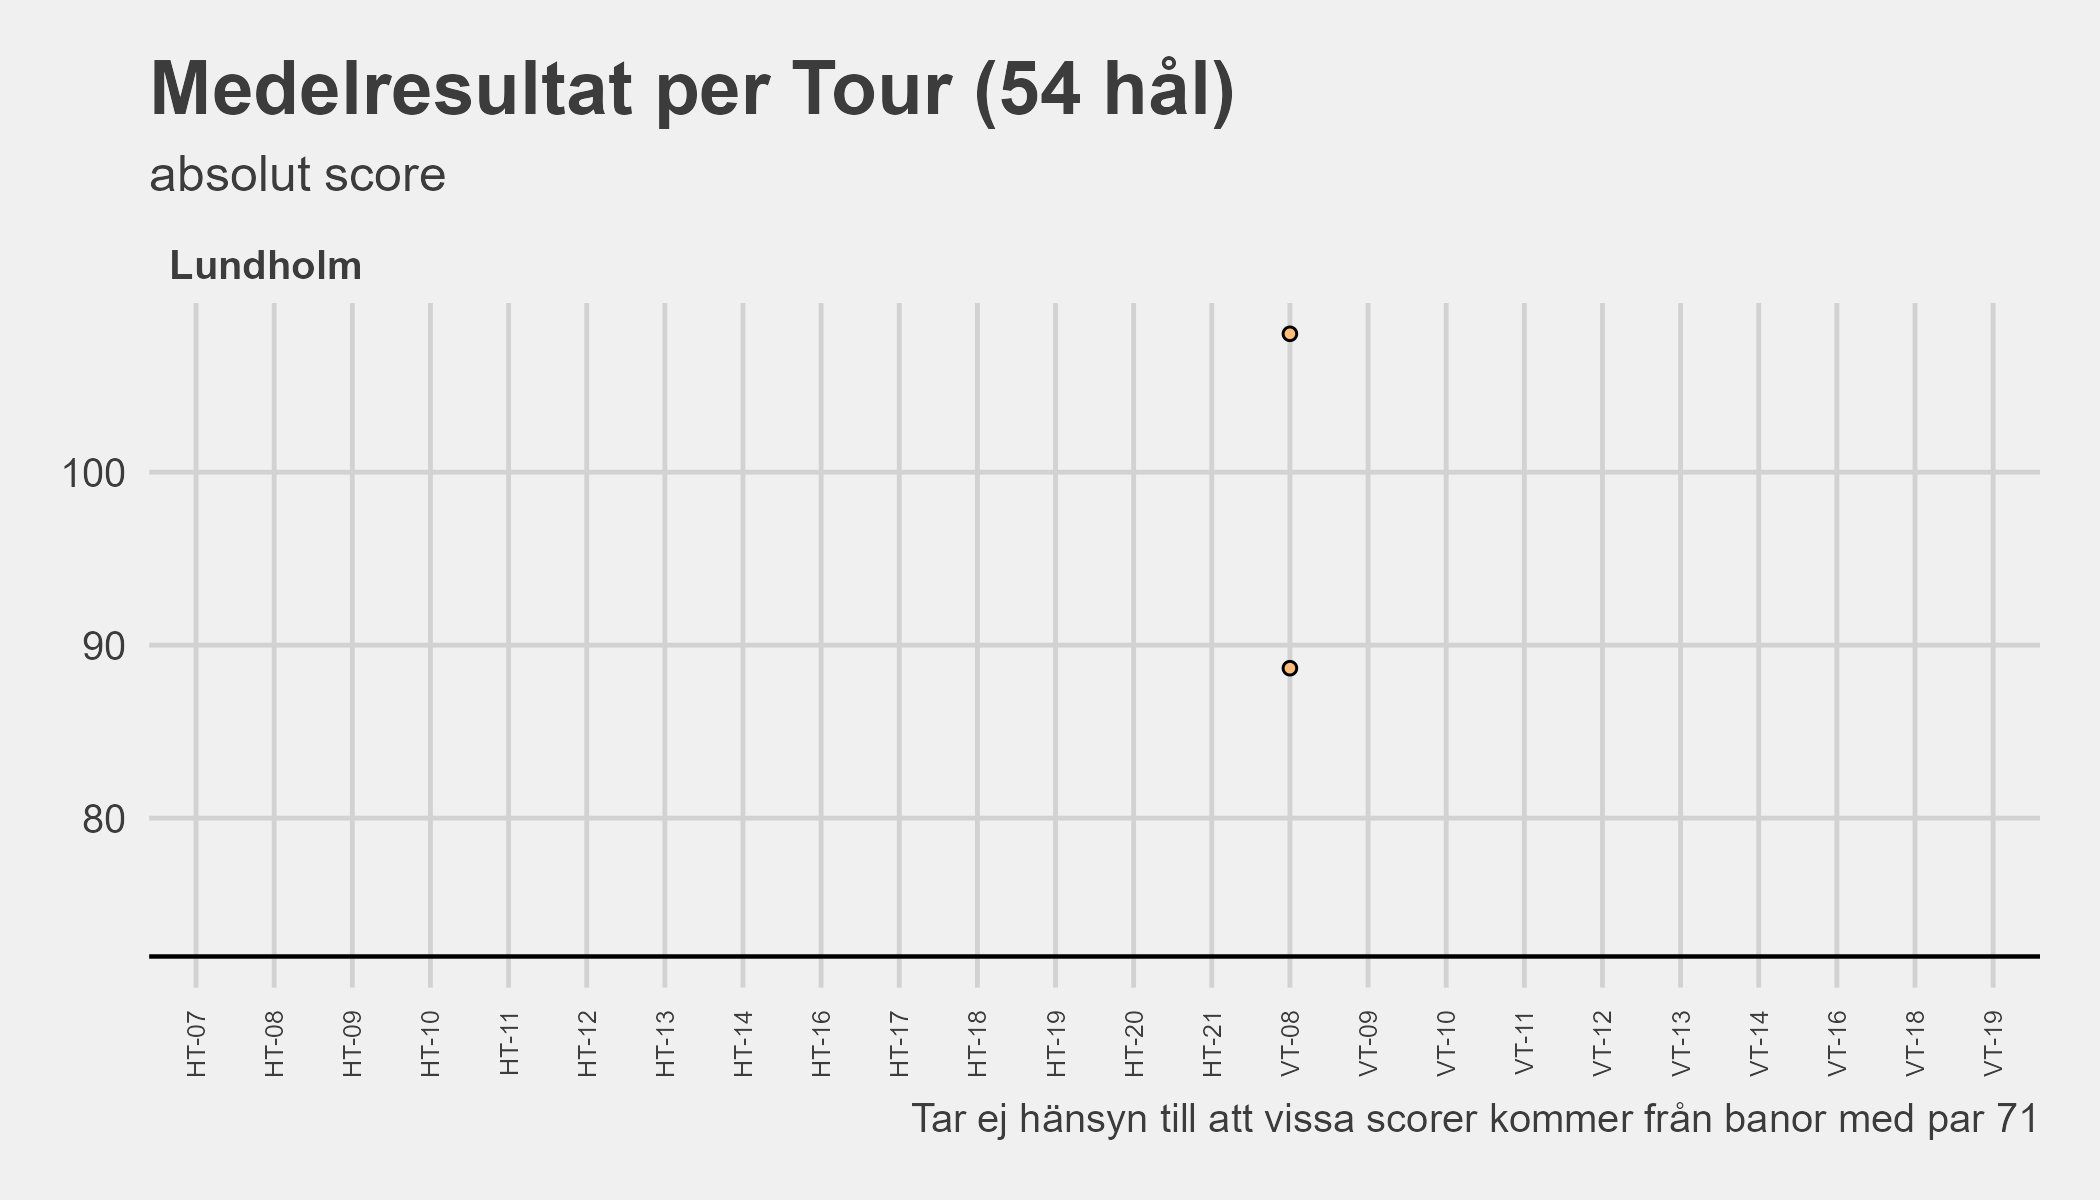 Medelresultat per Tour (54 hål)
absolut score
Lundholm
100
90
80
HT-07 HT-08 HT-09 HT-10 HT-11 HT-12 HT-13 HT-14 HT-16 HT-17 HT-18 HT-19 HT-20 HT-21 VT-08 VT-09 VT-10 VT-11 VT-12 VT-13 VT-14 VT-16 VT-18 VT-19
Tar ej hänsyn till att vissa scorer kommer från banor med par 71